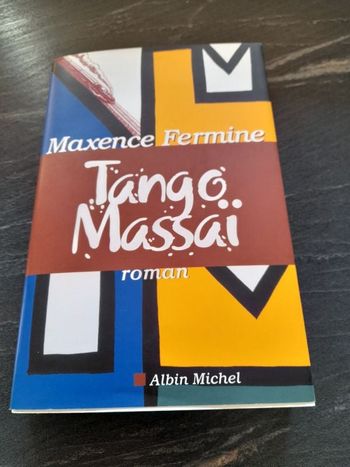 Maxence Fermine
Tango
Massaï
roman
Albin Michel